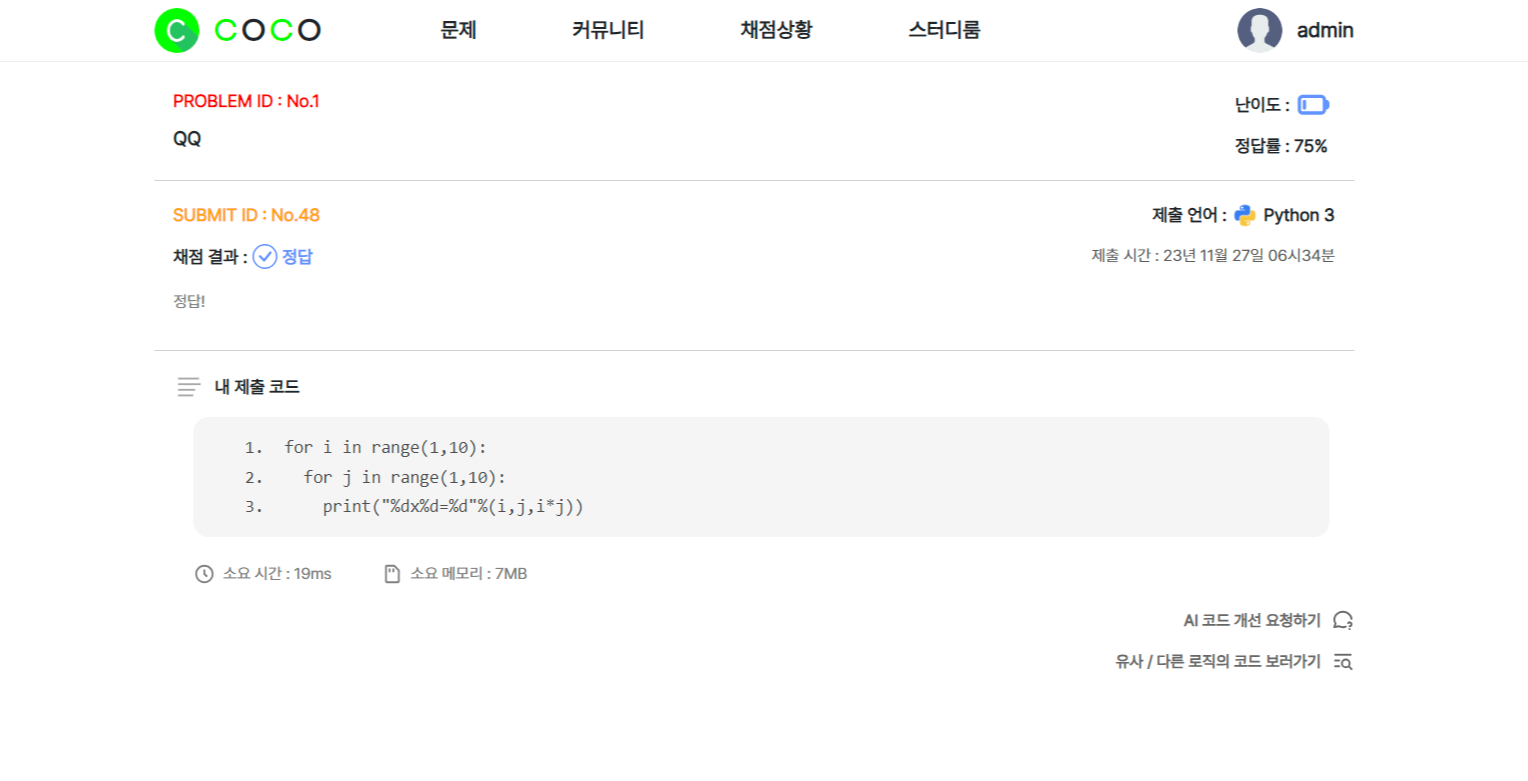 C COCO 문제 커뮤니티 채점상황 스터디룸 admin
PROBLEM ID : No.1 난이도 :
QQ 정답률 : 75%
SUBMIT ID : No.48 제출 언어 : Python 3
채점 결과 : 정답 제출 시간 : 23년 11월 27일 06시34분
정답!
내 제출 코드
1. for i in range(1,10):
2.   for j in range(1,10):
3.     print("%dx%d=%d"%(i,j,i*j))
소요 시간 : 19ms 소요 메모리 : 7MB
AI 코드 개선 요청하기
유사 / 다른 로직의 코드 보러가기